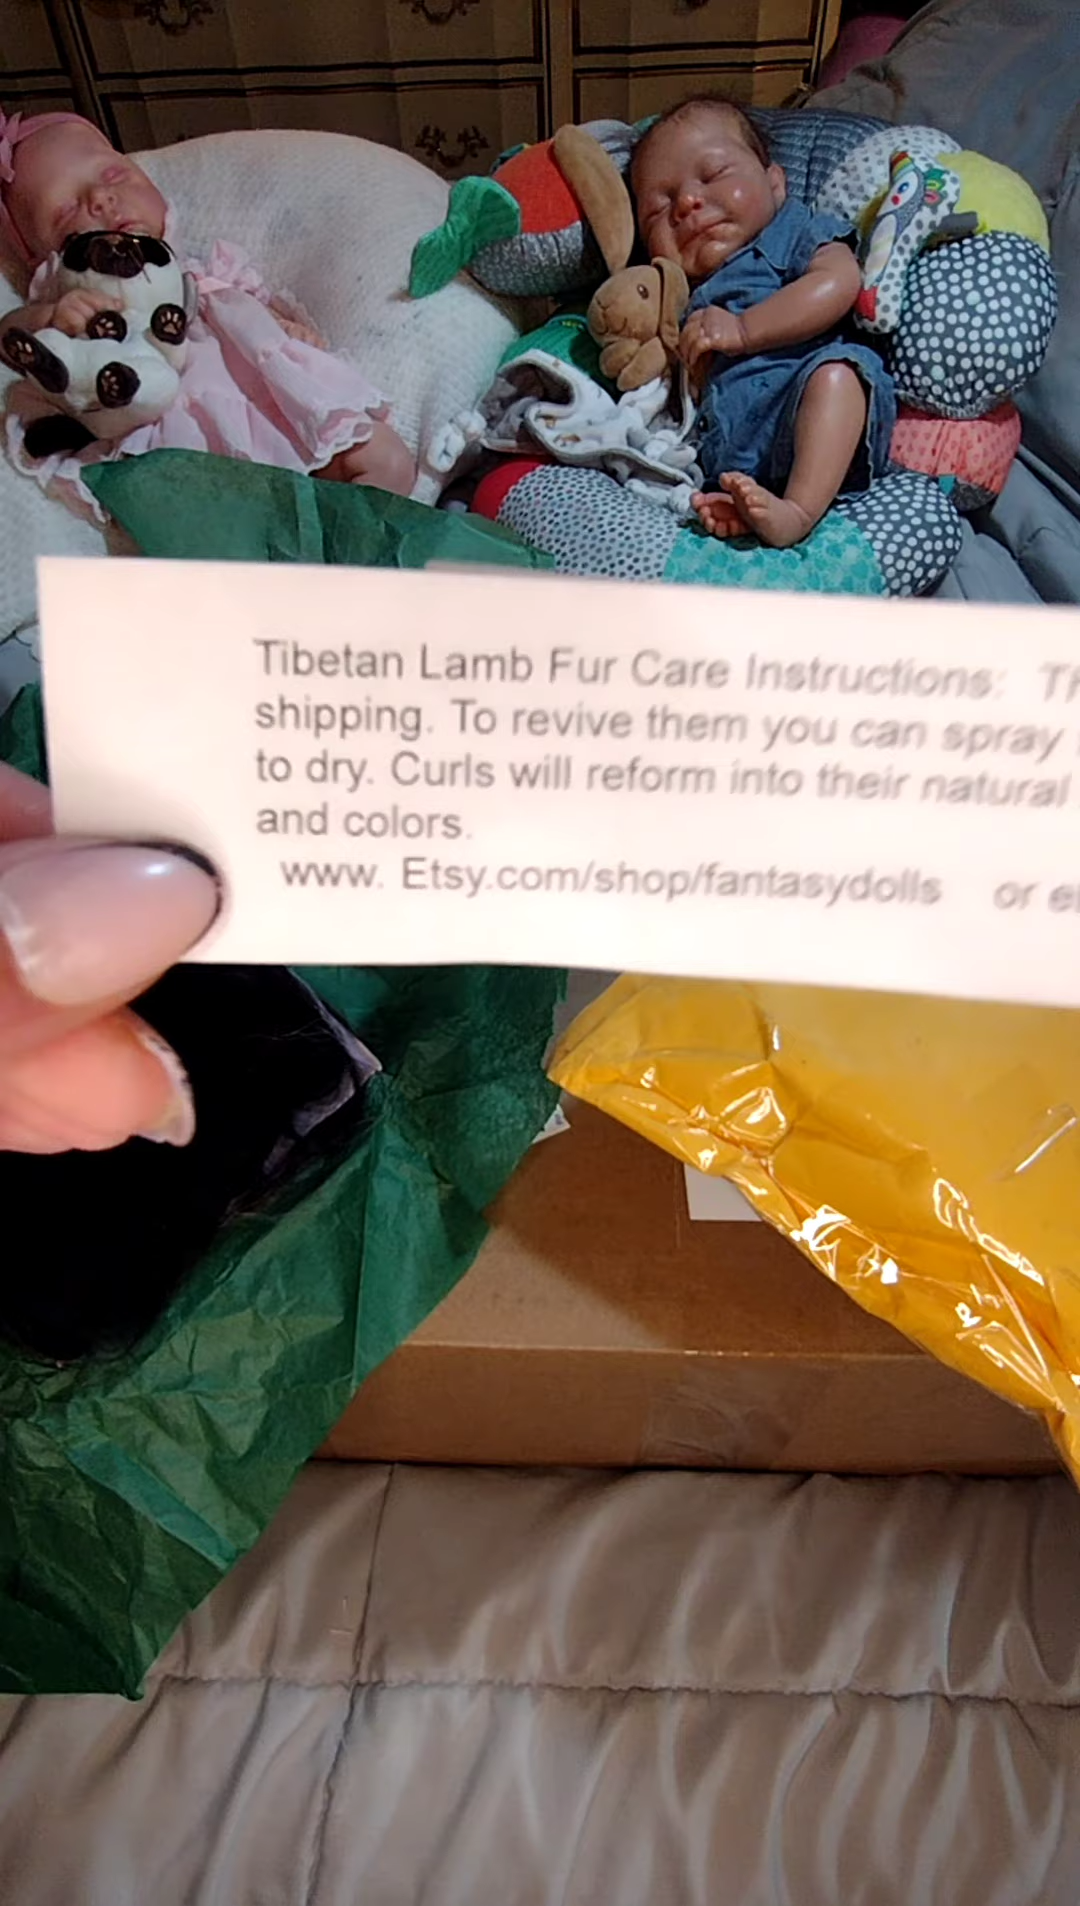 Tibetan Lamb Fur Care Instructions:
shipping. To revive them you can spray
to dry. Curls will reform into their natural
and colors.
www. Etsy.com/shop/fantasydolls or